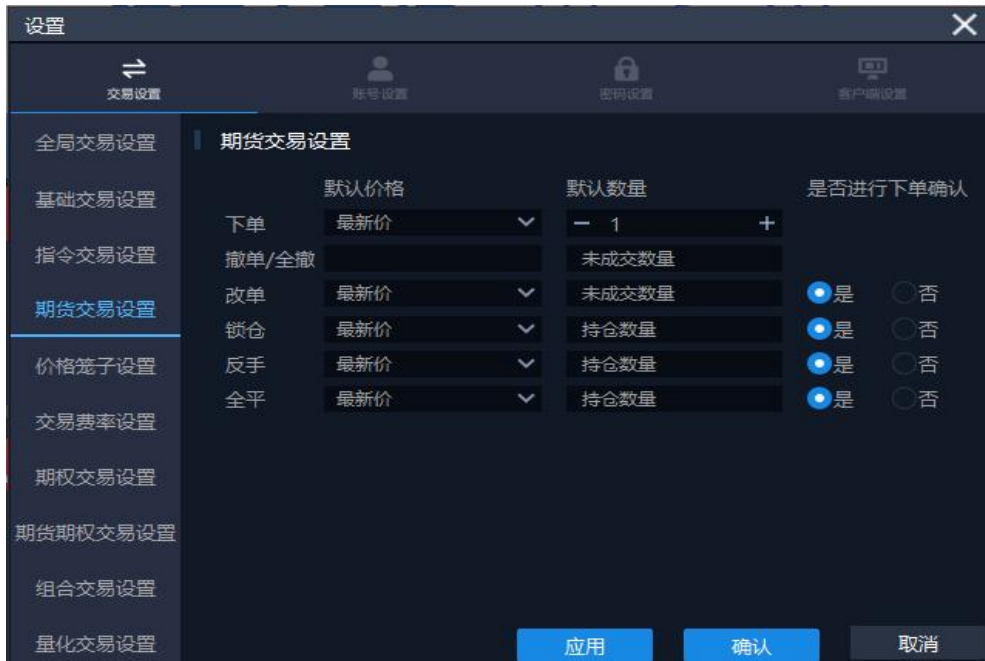 设置
交易设置 账号设置 密码设置 客户端设置
全局交易设置
基础交易设置
指令交易设置
期货交易设置
价格笼子设置
交易费率设置
期权交易设置
期货期权交易设置
组合交易设置
量化交易设置
期货交易设置
默认价格 默认数量 是否进行下单确认
下单 最新价 − 1 +
撤单/全撤 未成交数量
改单 最新价 未成交数量 是 否
锁仓 最新价 持仓数量 是 否
反手 最新价 持仓数量 是 否
全平 最新价 持仓数量 是 否
应用 确认 取消